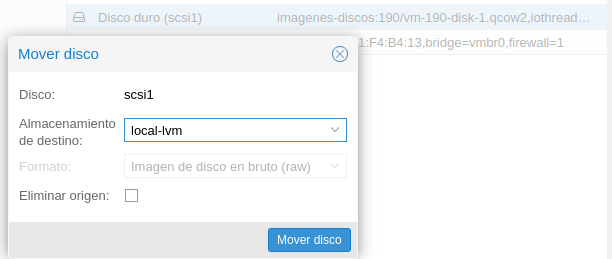 Disco duro (scsi1) imagenes-discos:190/vm-190-disk-1.qcow2,iothread…
1:F4:B4:13,bridge=vmbr0,firewall=1
Mover disco
Disco: scsi1
Almacenamiento
de destino: local-lvm
Formato: Imagen de disco en bruto (raw)
Eliminar origen:
Mover disco